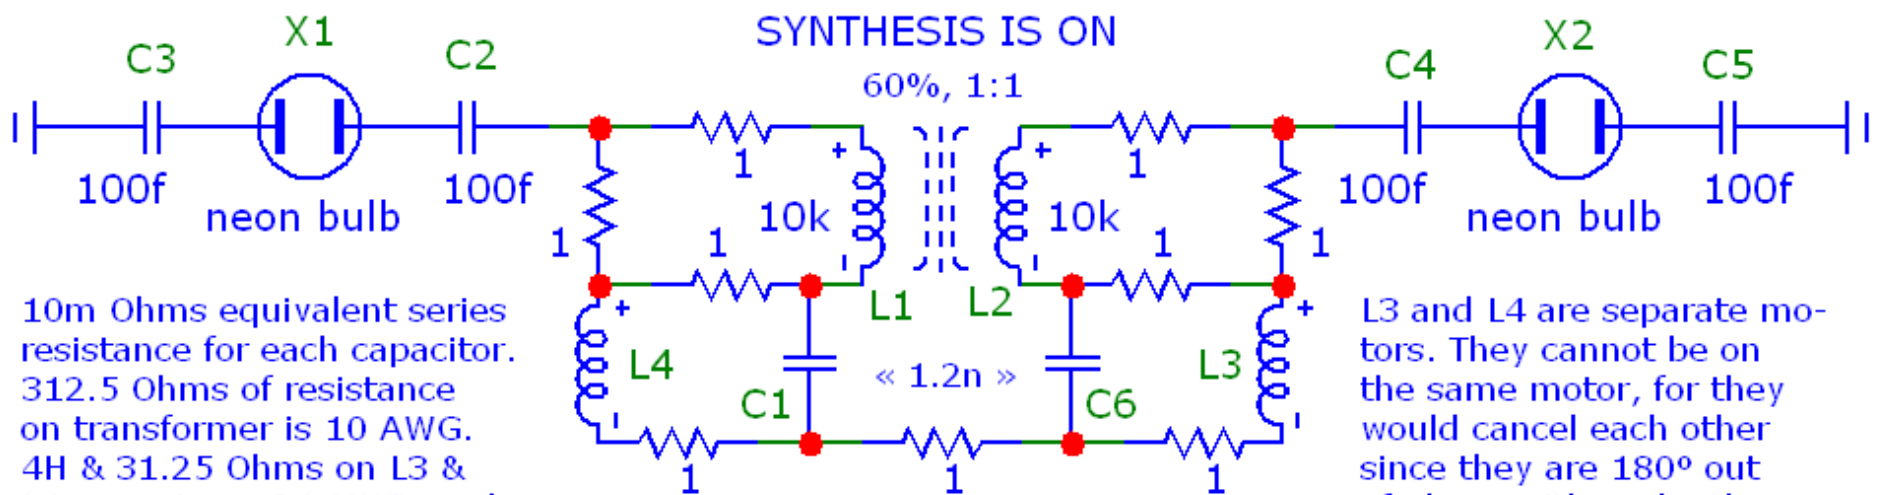 SYNTHESIS IS ON
60%, 1:1
C3
X1
C2
C4
X2
C5
100f
neon bulb
100f
1
10k
10k
1
100f
neon bulb
100f
+
+
1
1
1
1
L1
L2
+
+
L4
C1
« 1.2n »
C6
L3
1
1
1
10m Ohms equivalent series
resistance for each capacitor.
312.5 Ohms of resistance
on transformer is 10 AWG.
4H & 31.25 Ohms on L3 &
L3 and L4 are separate mo-
tors. They cannot be on
the same motor, for they
would cancel each other
since they are 180º out